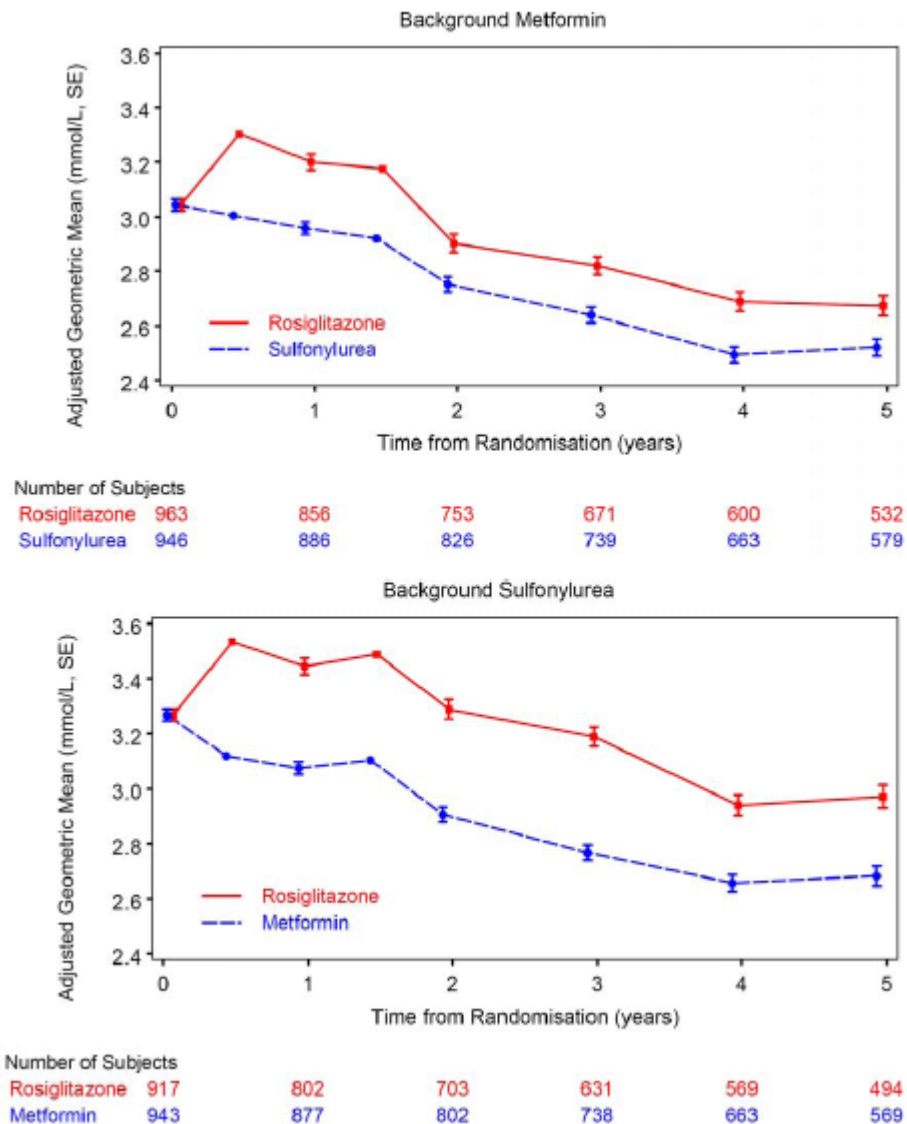 Background Metformin
Adjusted Geometric Mean (mmol/L, SE)
3.6
3.4
3.2
3.0
2.8
2.6
2.4
Rosiglitazone
Sulfonylurea
0 1 2 3 4 5
Time from Randomisation (years)
Number of Subjects
Rosiglitazone 963 856 753 671 600 532
Sulfonylurea 946 886 826 739 663 579
Background Sulfonylurea
Adjusted Geometric Mean (mmol/L, SE)
3.6
3.4
3.2
3.0
2.8
2.6
2.4
Rosiglitazone
Metformin
0 1 2 3 4 5
Time from Randomisation (years)
Number of Subjects
Rosiglitazone 917 802 703 631 569 494
Metformin 943 877 802 738 663 569